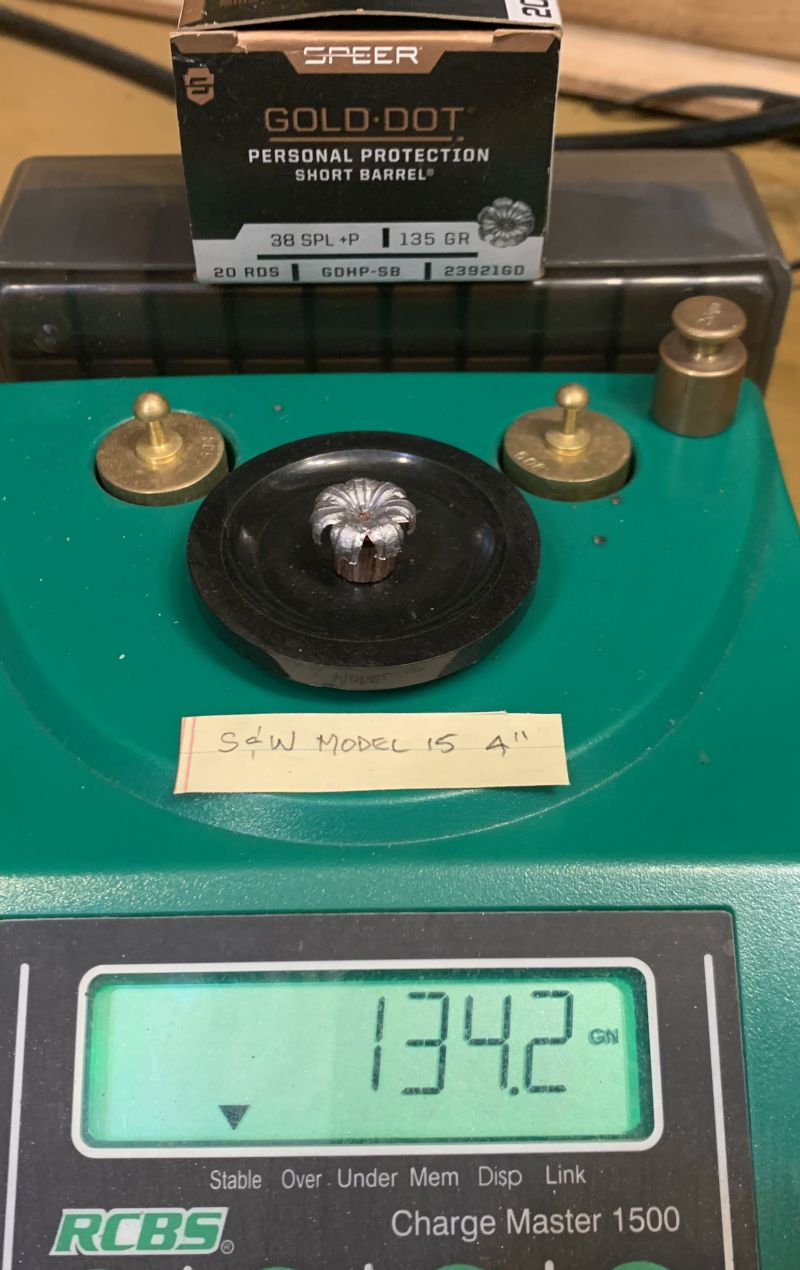 20
SPEER
GOLD·DOT®
PERSONAL PROTECTION
SHORT BARREL®
38 SPL +P | 135 GR
20 RDS | GDHP-SB | 23921GD
S&W MODEL 15 4"
134.2 GN
Stable Over Under Mem Disp Link
RCBS®
Charge Master 1500